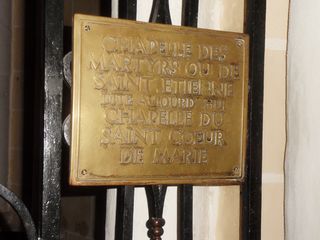 CHAPELLE DES
MARTYRS OU DE
SAINT ETIENNE
DITE AUJOURD'HUI
CHAPELLE DU
SAINT COEUR
DE MARIE